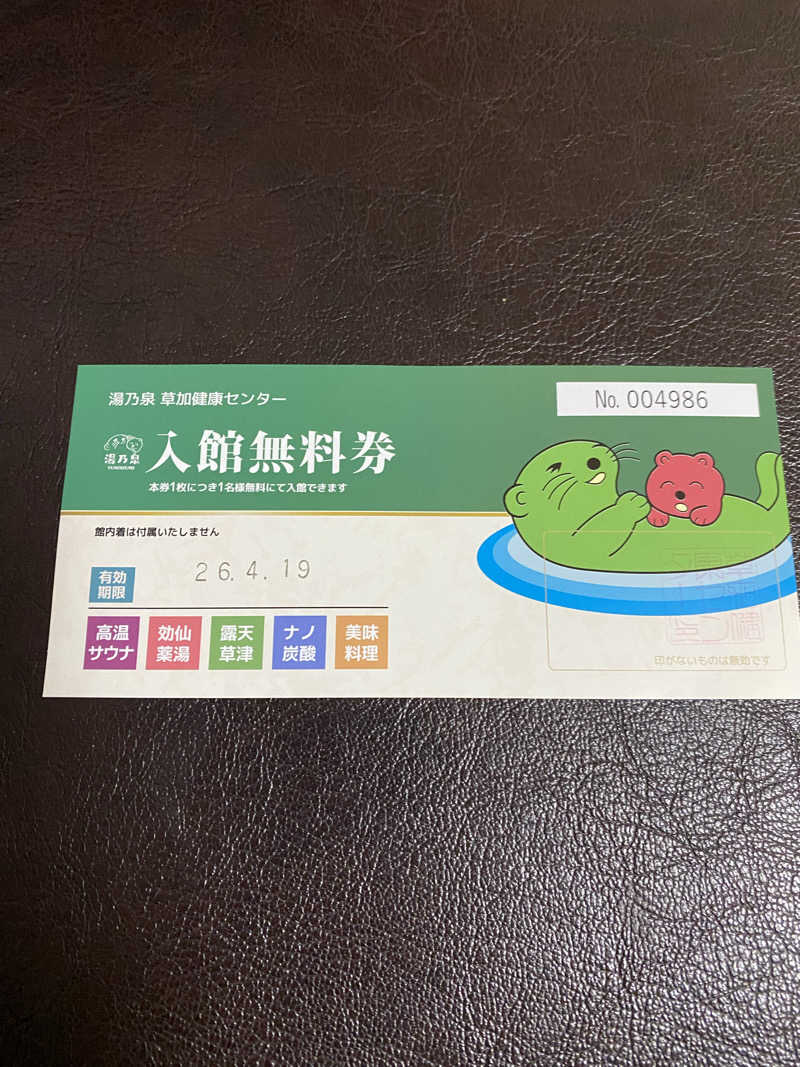 湯乃泉 草加健康センター
No. 004986
湯乃泉
入館無料券
本券1枚につき1名様無料にて入館できます
館内着は付属いたしません
有効
期限
26.4.19
高温
サウナ
効仙
薬湯
露天
草津
ナノ
炭酸
美味
料理
印がないものは無効です